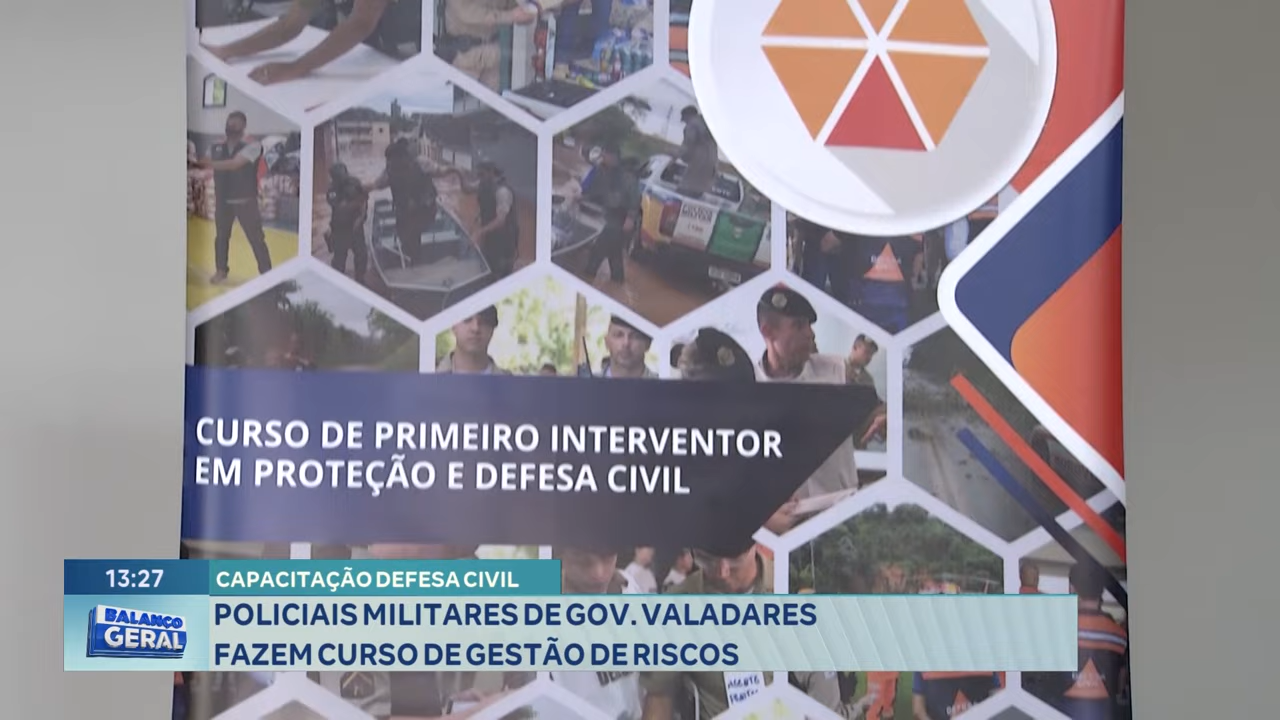 CURSO DE PRIMEIRO INTERVENTOR
EM PROTEÇÃO E DEFESA CIVIL
13:27
CAPACITAÇÃO DEFESA CIVIL
BALANÇO
GERAL
POLICIAIS MILITARES DE GOV. VALADARES
FAZEM CURSO DE GESTÃO DE RISCOS